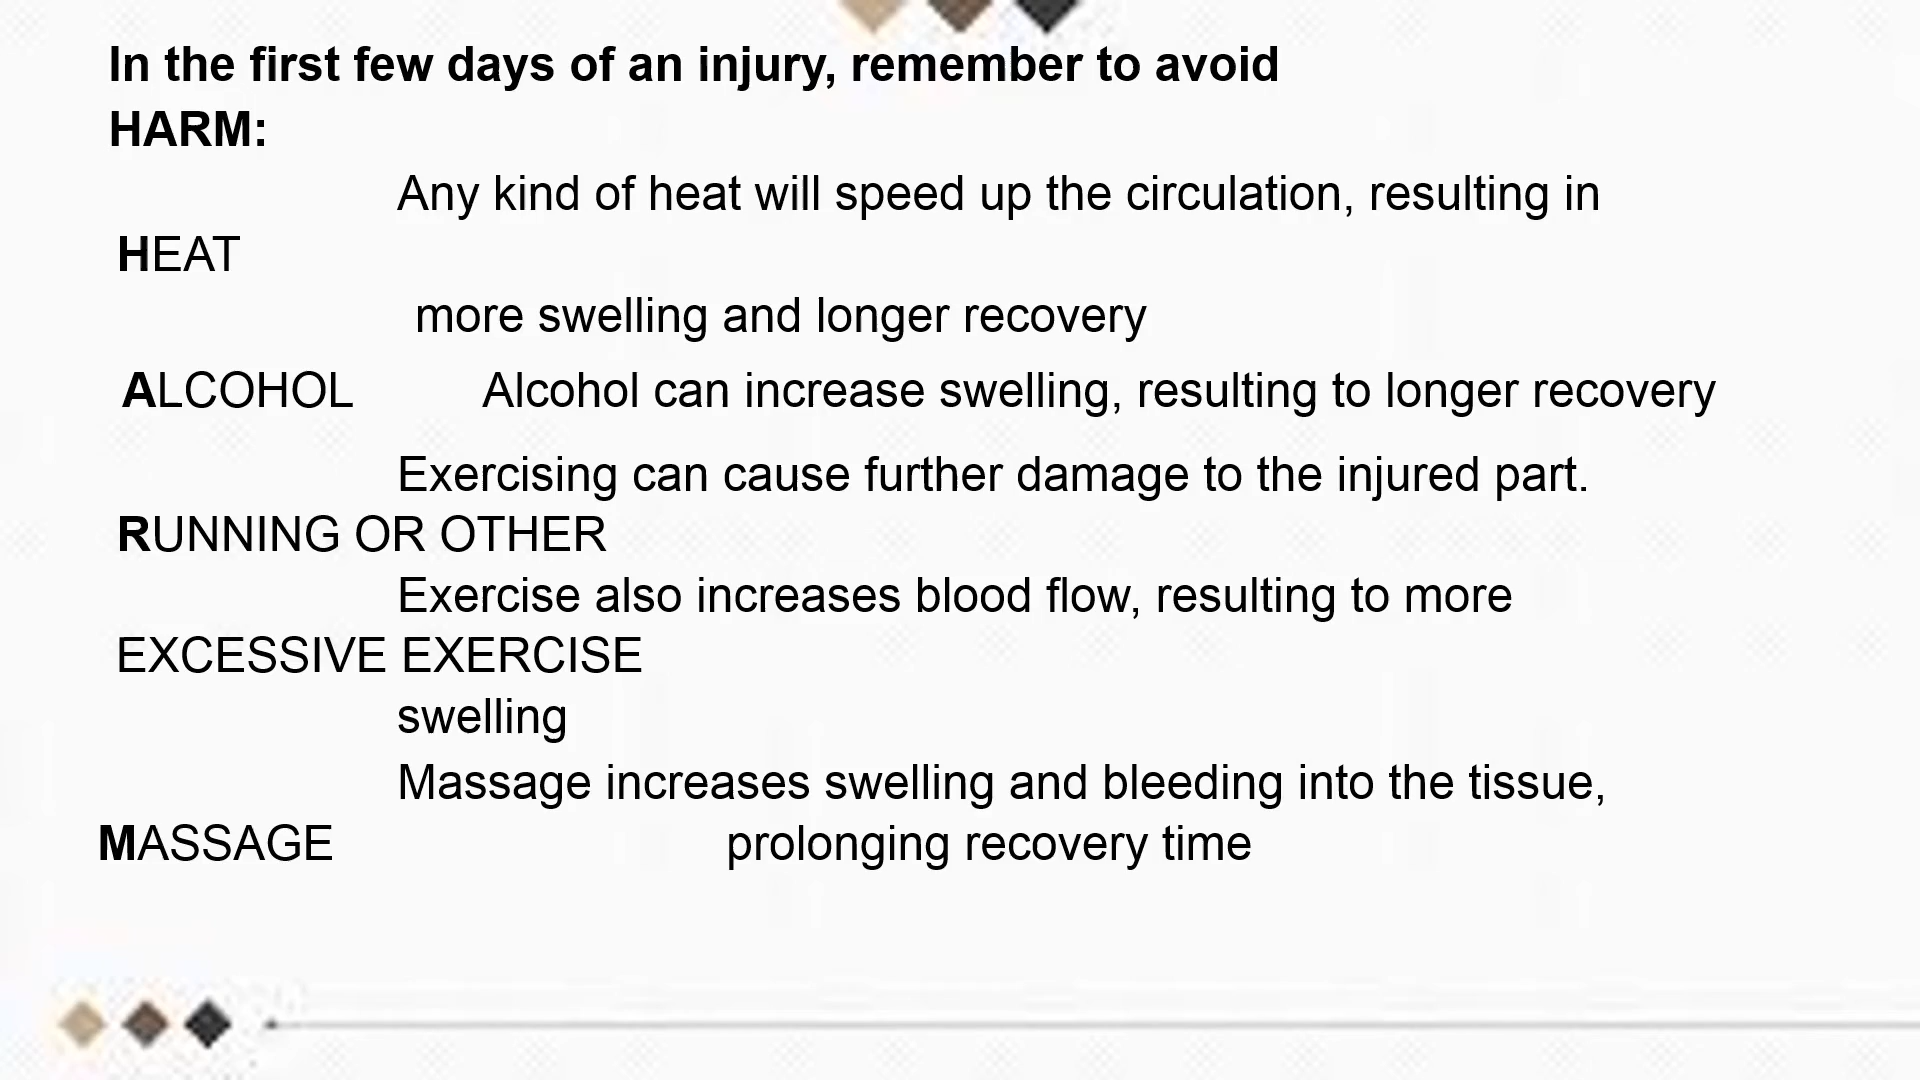 In the first few days of an injury, remember to avoid
HARM:
Any kind of heat will speed up the circulation, resulting in
HEAT
more swelling and longer recovery
ALCOHOL Alcohol can increase swelling, resulting to longer recovery
Exercising can cause further damage to the injured part.
RUNNING OR OTHER
Exercise also increases blood flow, resulting to more
EXCESSIVE EXERCISE
swelling
Massage increases swelling and bleeding into the tissue,
MASSAGE prolonging recovery time